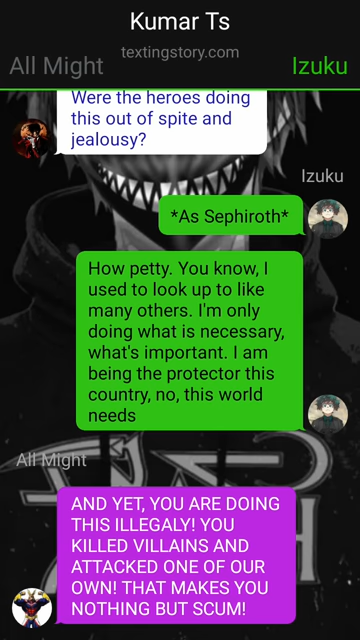 Kumar Ts
textingstory.com
All Might
Izuku
Were the heroes doing
this out of spite and
jealousy?
Izuku
*As Sephiroth*
How petty. You know, I
used to look up to like
many others. I'm only
doing what is necessary,
what's important. I am
being the protector this
country, no, this world
needs
All Might
AND YET, YOU ARE DOING
THIS ILLEGALY! YOU
KILLED VILLAINS AND
ATTACKED ONE OF OUR
OWN! THAT MAKES YOU
NOTHING BUT SCUM!